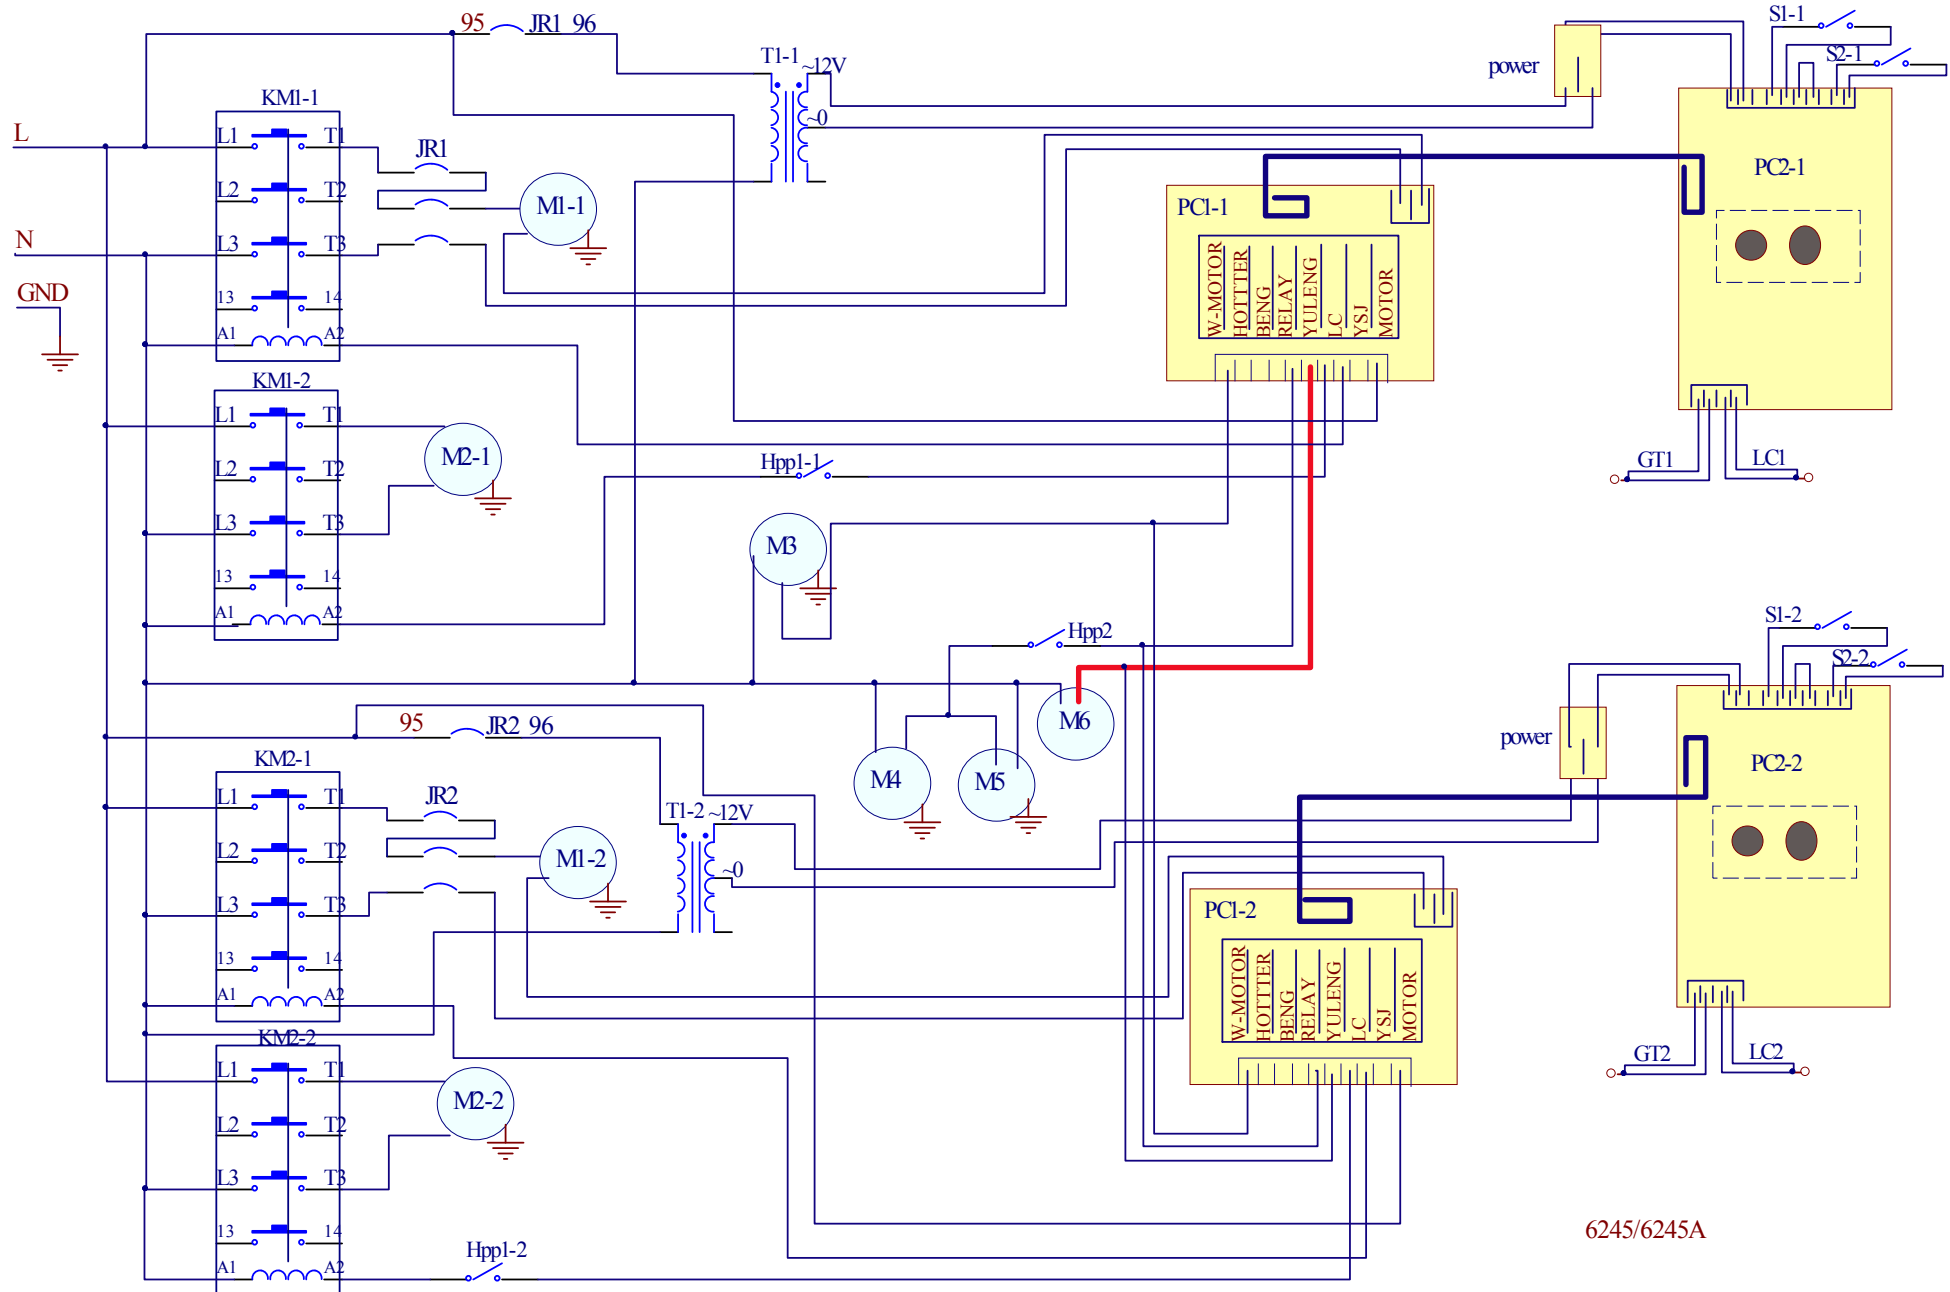 95 JR1 96
S1-1
S2-1
T1-1 ~12V
power
KM1-1
L
L1 T1
~0
JR1
PC2-1
L2 T2
M1-1
PC1-1
N
L3 T3
W-MOTOR
HOTTTER
BENG
RELAY
YULENG
LC
YSJ
MOTOR
GND
13 14
A1 A2
KM1-2
L1 T1
M2-1
Hpp1-1
GT1 LC1
L2 T2
L3 T3
M3
13 14
A1 A2
Hpp2
S1-2
S2-2
M6
95 JR2 96
power
KM2-1
M4
M5
PC2-2
L1 T1
JR2
T1-2 ~12V
L2 T2
M1-2
~0
L3 T3
PC1-2
W-MOTOR
HOTTTER
BENG
RELAY
YULENG
LC
YSJ
MOTOR
13 14
A1 A2
KM2-2
GT2 LC2
L1 T1
M2-2
L2 T2
L3 T3
13 14
6245/6245A
Hpp1-2
A1 A2